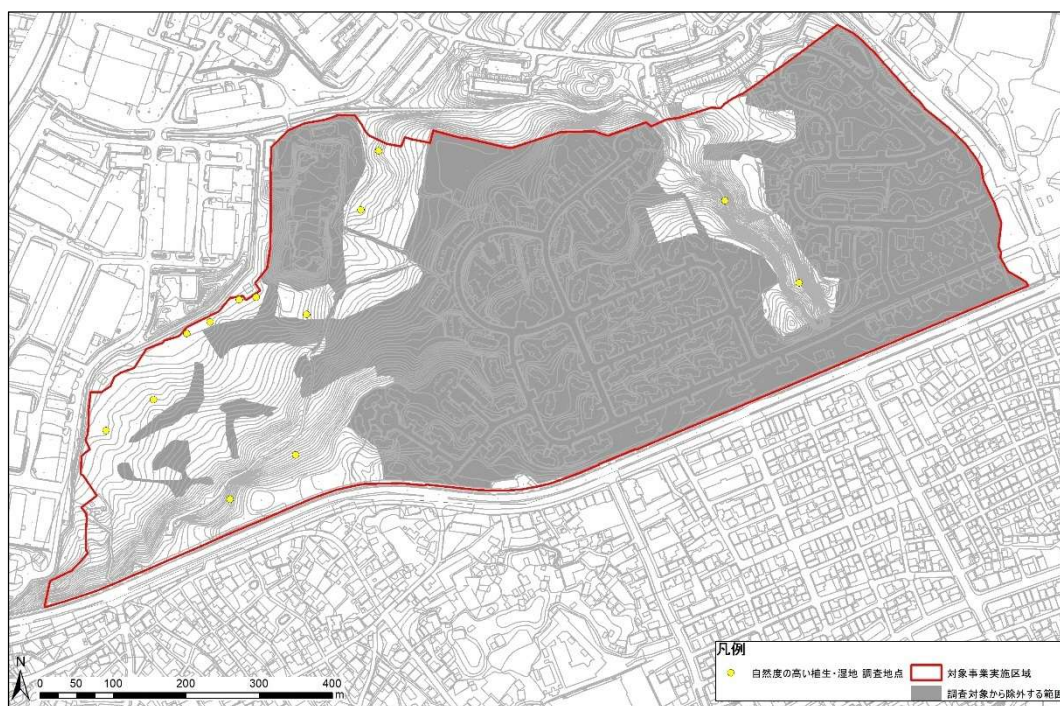 N
0 50 100 200 300 400
m
凡例
自然度の高い植生・湿地 調査地点
対象事業実施区域
調査対象から除外する範囲